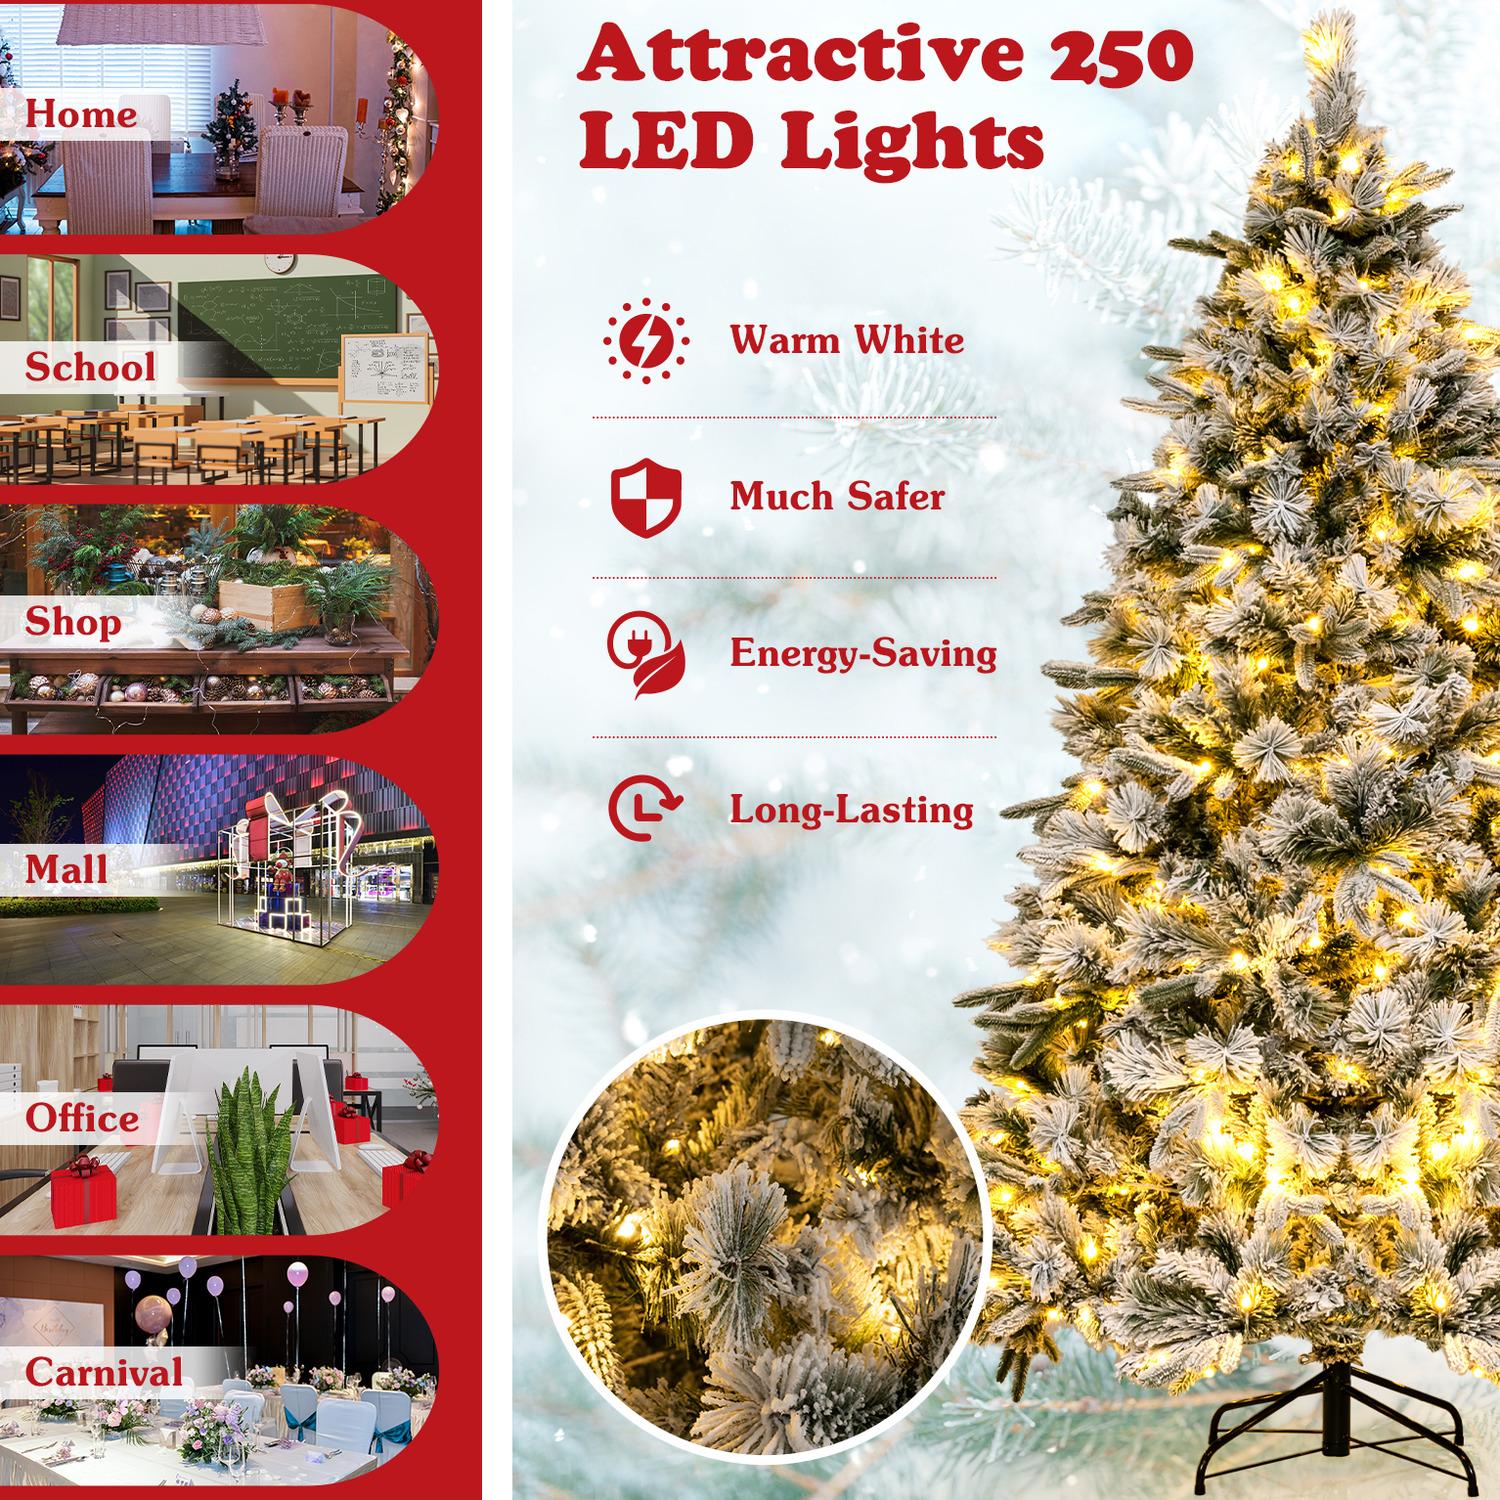 Home
School
Shop
Mall
Office
Carnival
Attractive 250
LED Lights
Warm White
Much Safer
Energy-Saving
Long-Lasting